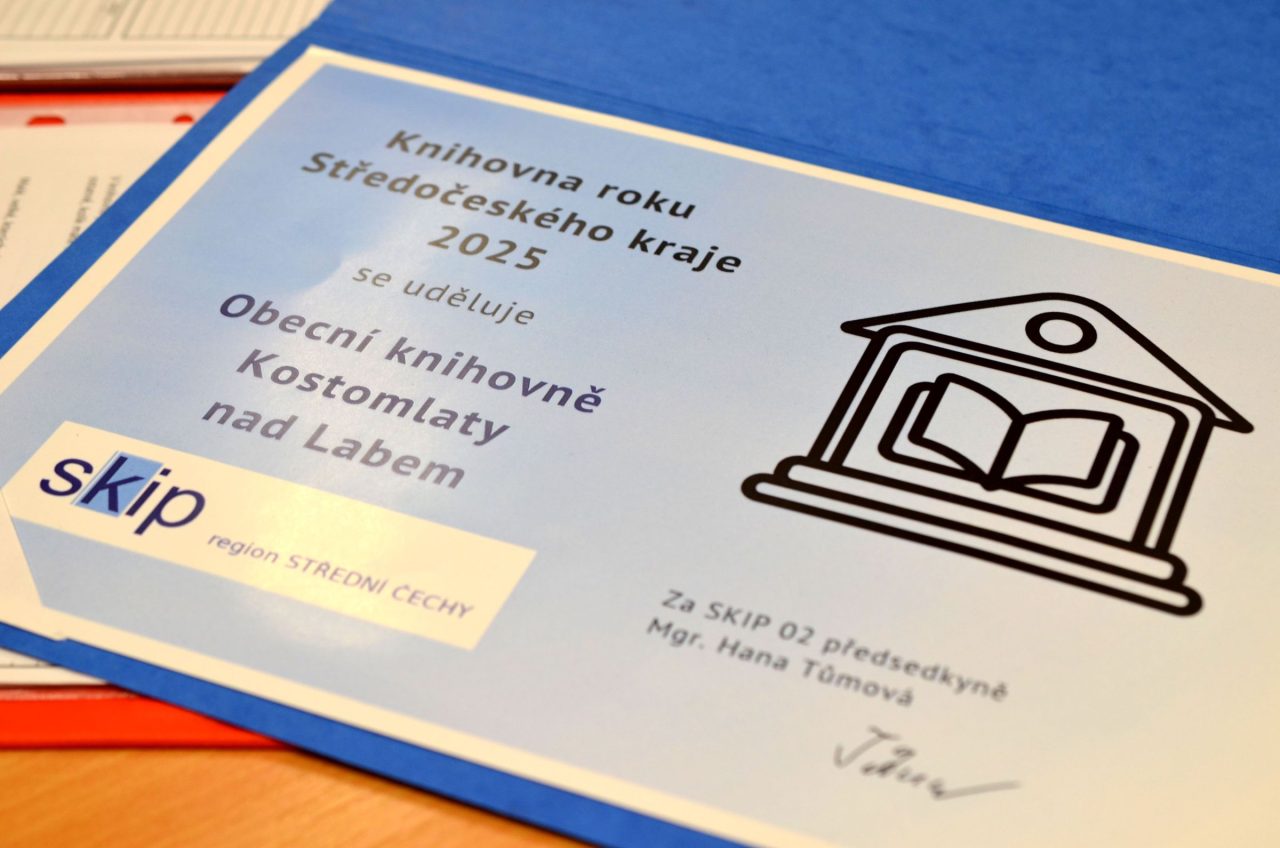 Knihovna roku
Středočeského kraje
2025
se uděluje
Obecní knihovně
Kostomlaty
nad Labem
skip
region STŘEDNÍ ČECHY
Za SKIP 02 předsedkyně
Mgr. Hana Tůmová